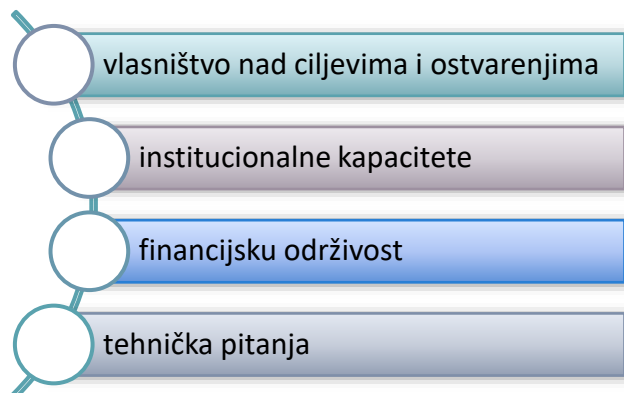 vlasništvo nad ciljevima i ostvarenjima
institucionalne kapacitete
financijsku održivost
tehnička pitanja